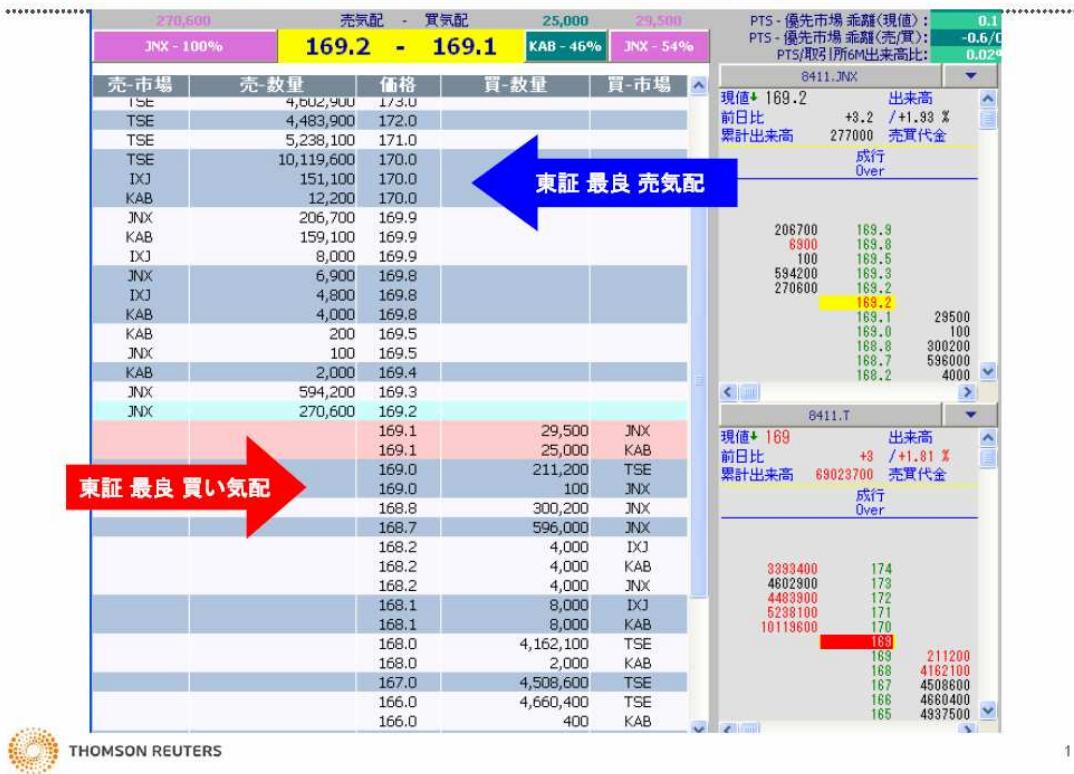 270,600 売気配 - 買気配 25,000 29,500
JNX - 100% 169.2 - 169.1 KAB - 46% JNX - 54%
売-市場 売-数量 価格 買-数量 買-市場
TSE 4,602,900 173.0
TSE 4,483,900 172.0
TSE 5,238,100 171.0
TSE 10,119,600 170.0
IXJ 151,100 170.0
KAB 12,200 170.0
JNX 206,700 169.9
KAB 159,100 169.9
IXJ 8,000 169.9
JNX 6,900 169.8
IXJ 4,800 169.8
KAB 4,000 169.8
KAB 200 169.5
JNX 100 169.5
KAB 2,000 169.4
JNX 594,200 169.3
JNX 270,600 169.2
169.1 29,500 JNX
169.1 25,000 KAB
169.0 211,200 TSE
169.0 100 JNX
168.8 300,200 JNX
168.7 596,000 JNX
168.2 4,000 IXJ
168.2 4,000 KAB
168.2 4,000 JNX
168.1 8,000 IXJ
168.1 8,000 KAB
168.0 4,162,100 TSE
168.0 2,000 KAB
167.0 4,508,600 TSE
166.0 4,660,400 TSE
166.0 400 KAB
東証 最良 売気配
東証 最良 買い気配
PTS - 優先市場 乖離(現値): 0.1
PTS - 優先市場 乖離(売/買): -0.6/
PTS/取引所6M出来高比: 0.02
8411.JNX
現値 169.2 出来高
前日比 +3.2 /+1.93 %
累計出来高 277000 売買代金
成行
Over
206700 169.9
6900 169.8
100 169.5
594200 169.3
270600 169.2
169.2
169.1 29500
169.0 100
168.8 300200
168.7 596000
168.2 4000
8411.T
現値 169 出来高
前日比 +3 /+1.81 %
累計出来高 69023700 売買代金
成行
Over
3393400 174
4602900 173
4483900 172
5238100 171
10119600 170
169
169 211200
168 4162100
167 4508600
166 4660400
165 4937500
THOMSON REUTERS
1